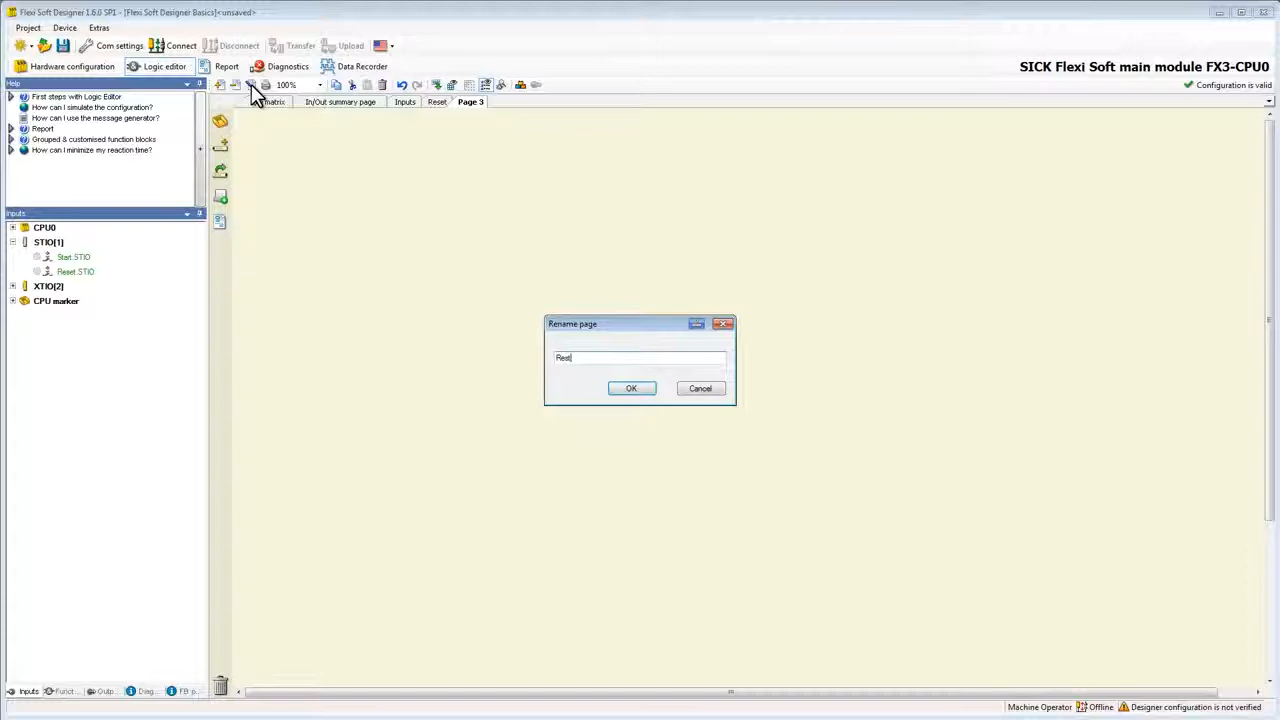 Flexi Soft Designer 1.6.0 SP1 - [Flexi Soft Designer Basics]<unsaved>
Project Device Extras
Com settings Connect Disconnect Transfer Upload
Hardware configuration Logic editor Report Diagnostics Data Recorder SICK Flexi Soft main module FX3-CPU0
100% Configuration is valid
Help
matrix In/Out summary page Inputs Reset Page 3
First steps with Logic Editor
How can I simulate the configuration?
How can I use the message generator?
Report
Grouped & customised function blocks
How can I minimize my reaction time?
Inputs
CPU0
STIO[1]
Start.STIO
Reset.STIO
XTIO[2]
CPU marker
Rename page
Rest
OK Cancel
Inputs Funct... Outp... Diag... FB p...
Machine Operator Offline Designer configuration is not verified